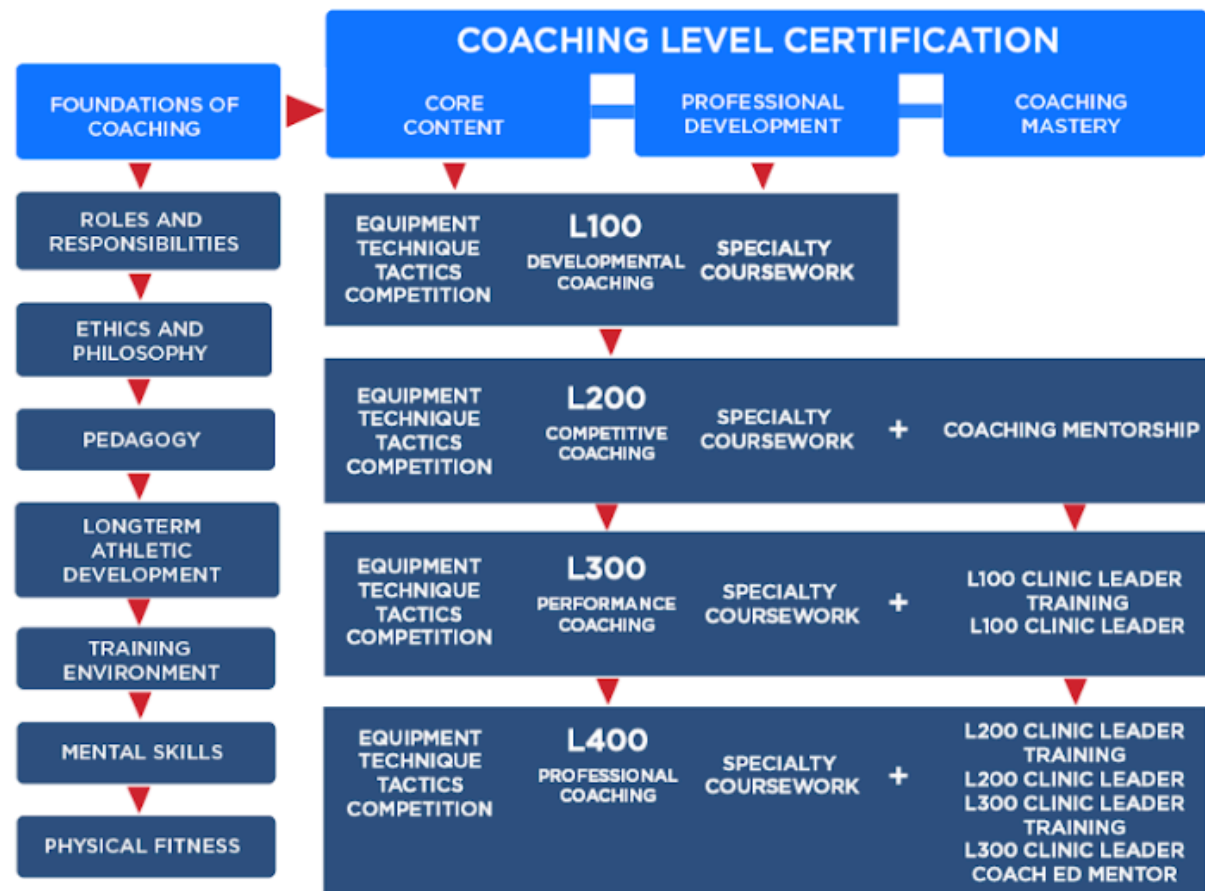 COACHING LEVEL CERTIFICATION
FOUNDATIONS OF
COACHING
CORE
CONTENT
PROFESSIONAL
DEVELOPMENT
COACHING
MASTERY
ROLES AND
RESPONSIBILITIES
ETHICS AND
PHILOSOPHY
PEDAGOGY
LONGTERM
ATHLETIC
DEVELOPMENT
TRAINING
ENVIRONMENT
MENTAL SKILLS
PHYSICAL FITNESS
EQUIPMENT
TECHNIQUE
TACTICS
COMPETITION
L100
DEVELOPMENTAL
COACHING
SPECIALTY
COURSEWORK
EQUIPMENT
TECHNIQUE
TACTICS
COMPETITION
L200
COMPETITIVE
COACHING
SPECIALTY
COURSEWORK
+
COACHING MENTORSHIP
EQUIPMENT
TECHNIQUE
TACTICS
COMPETITION
L300
PERFORMANCE
COACHING
SPECIALTY
COURSEWORK
+
L100 CLINIC LEADER
TRAINING
L100 CLINIC LEADER
EQUIPMENT
TECHNIQUE
TACTICS
COMPETITION
L400
PROFESSIONAL
COACHING
SPECIALTY
COURSEWORK
+
L200 CLINIC LEADER
TRAINING
L200 CLINIC LEADER
L300 CLINIC LEADER
TRAINING
L300 CLINIC LEADER
COACH ED MENTOR